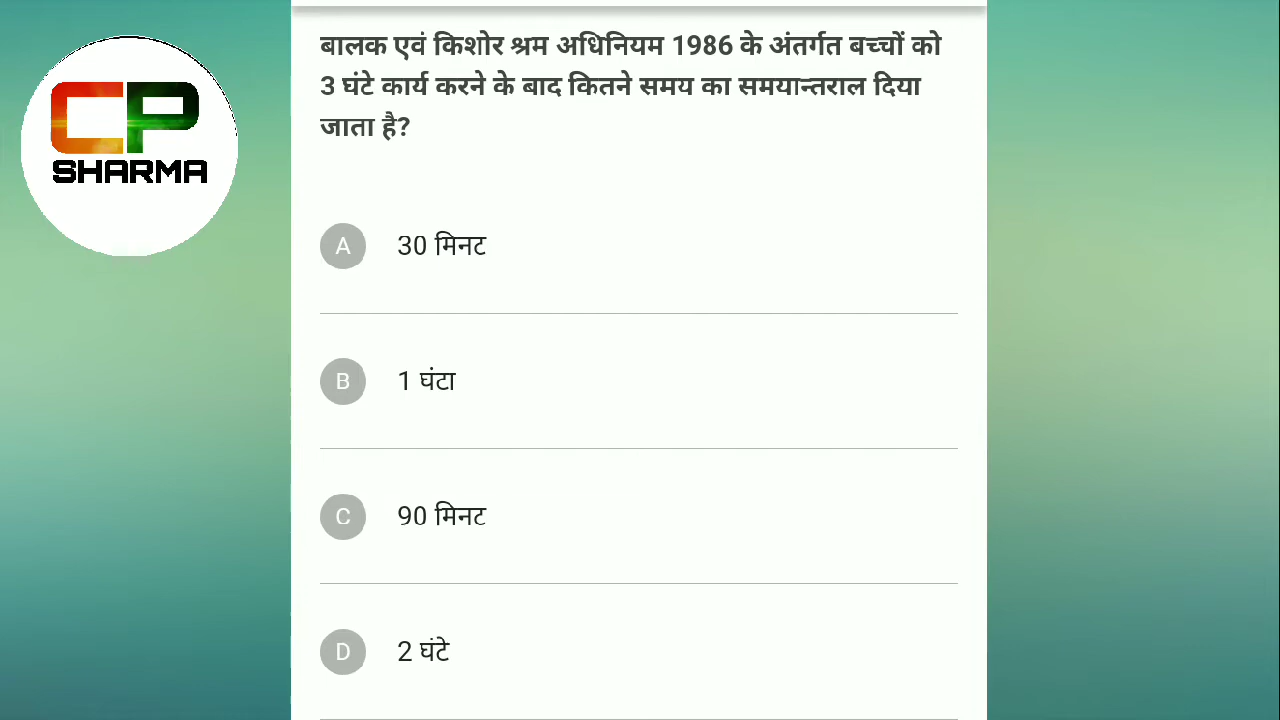 CP
SHARMA
बालक एवं किशोर श्रम अधिनियम 1986 के अंतर्गत बच्चों को
3 घंटे कार्य करने के बाद कितने समय का समयान्तराल दिया
जाता है?
A 30 मिनट
B 1 घंटा
C 90 मिनट
D 2 घंटे